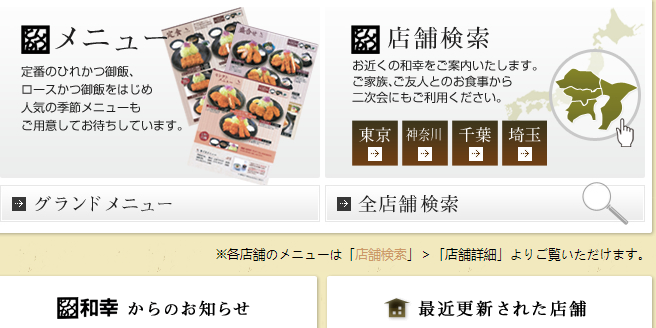 メニュー
定番のひれかつ御飯、
ロースかつ御飯をはじめ
人気の季節メニューも
ご用意してお待ちしています。
店舗検索
お近くの和幸をご案内いたします。
ご家族、ご友人とのお食事から
二次会にもご利用ください。
東京 神奈川 千葉 埼玉
グランドメニュー
全店舗検索
※各店舗のメニューは「店舗検索」>「店舗詳細」よりご覧いただけます。
和幸 からのお知らせ
最近更新された店舗